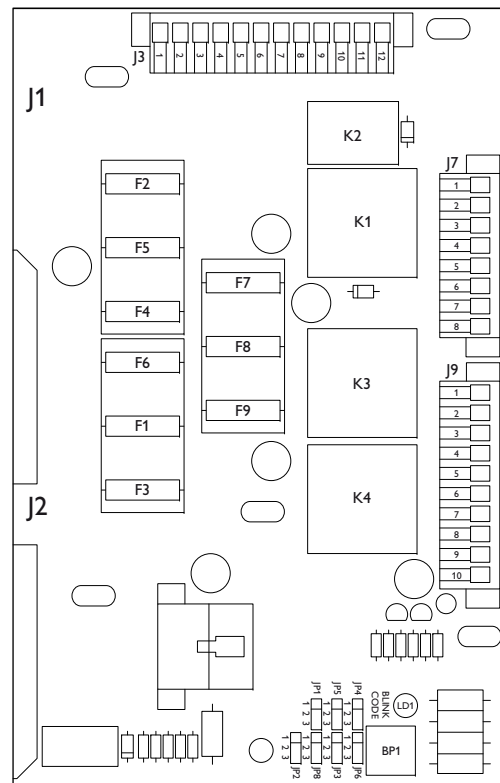 J3
1 2 3 4 5 6 7 8 9 10 11 12
J1
K2
J7
1
2
3
4
5
6
7
8
F2
F5
F4
K1
F7
F8
F9
F6
F1
F3
K3
K4
J9
1
2
3
4
5
6
7
8
9
10
J2
JP1 JP5 JP4
1 2 3
1 2 3
1 2 3
BLINK
CODE
LD1
1 2 3
1 2 3
1 2 3
1 2 3
JP2 JP8 JP3 JP6
BP1